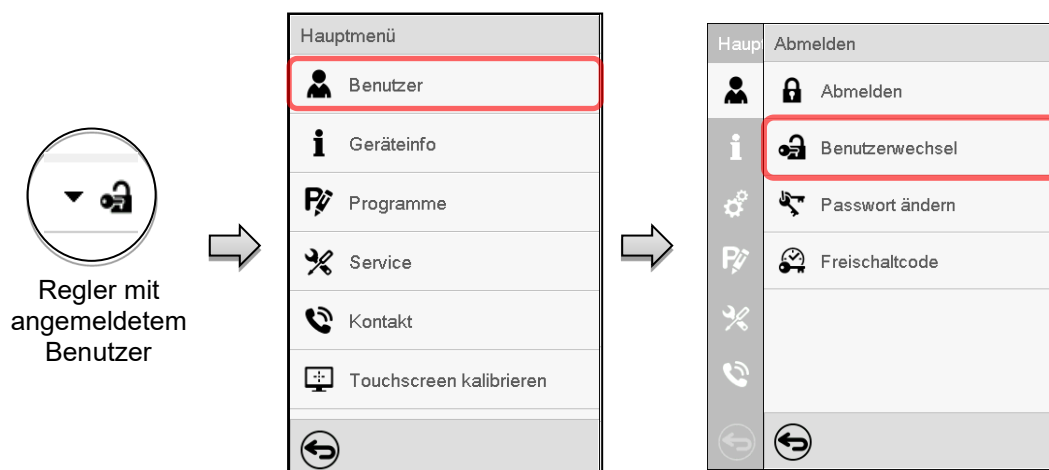 Regler mit
angemeldetem
Benutzer
Hauptmenü
Benutzer
Geräteinfo
Programme
Service
Kontakt
Touchscreen kalibrieren
Haupt
Abmelden
Abmelden
Benutzerwechsel
Passwort ändern
Freischaltcode